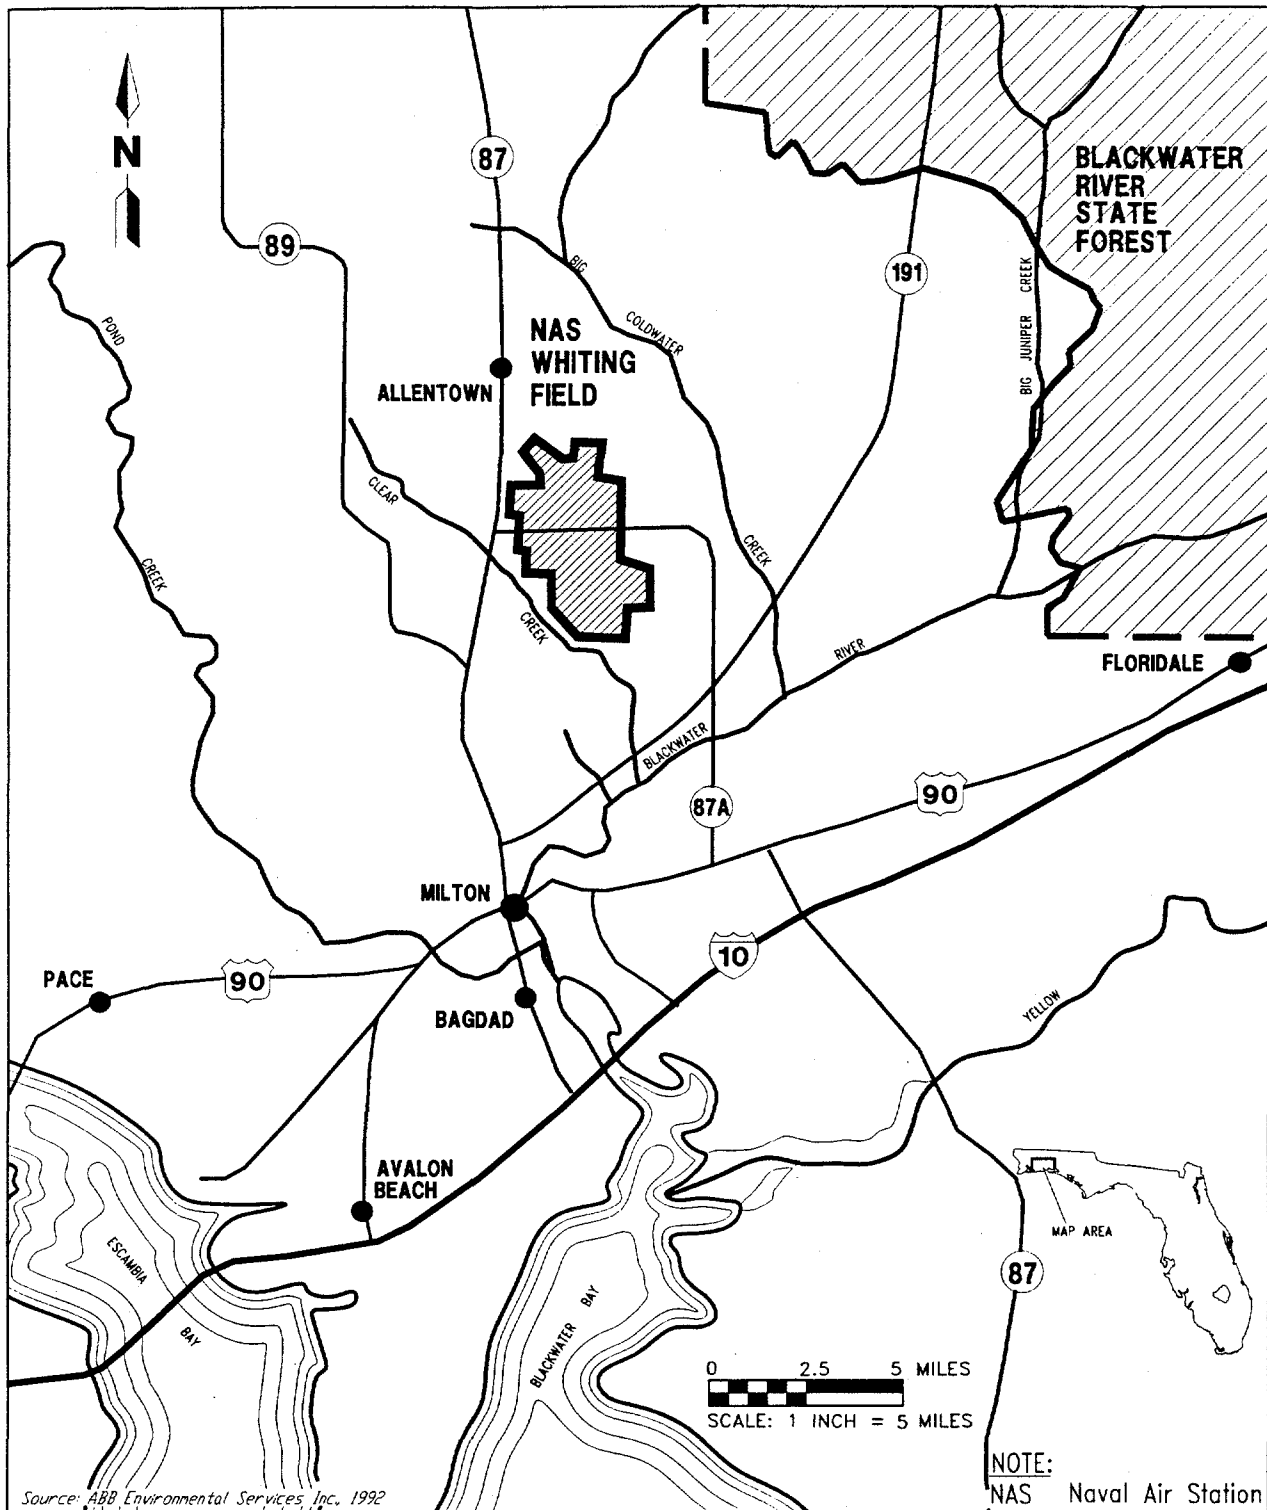 N
87
BLACKWATER
RIVER
STATE
FOREST
89
191
BIG
COLDWATER
CREEK
BIG JUNIPER CREEK
POND
CREEK
NAS
WHITING
FIELD
ALLENTOWN
CLEAR
CREEK
RIVER
BLACKWATER
FLORIDALE
87A
90
MILTON
10
PACE
90
BAGDAD
YELLOW
AVALON
BEACH
MAP AREA
ESCAMBIA
BAY
87
BLACKWATER BAY
0 2.5 5 MILES
SCALE: 1 INCH = 5 MILES
NOTE:
NAS Naval Air Station
Source: ABB Environmental Services, Inc., 1992